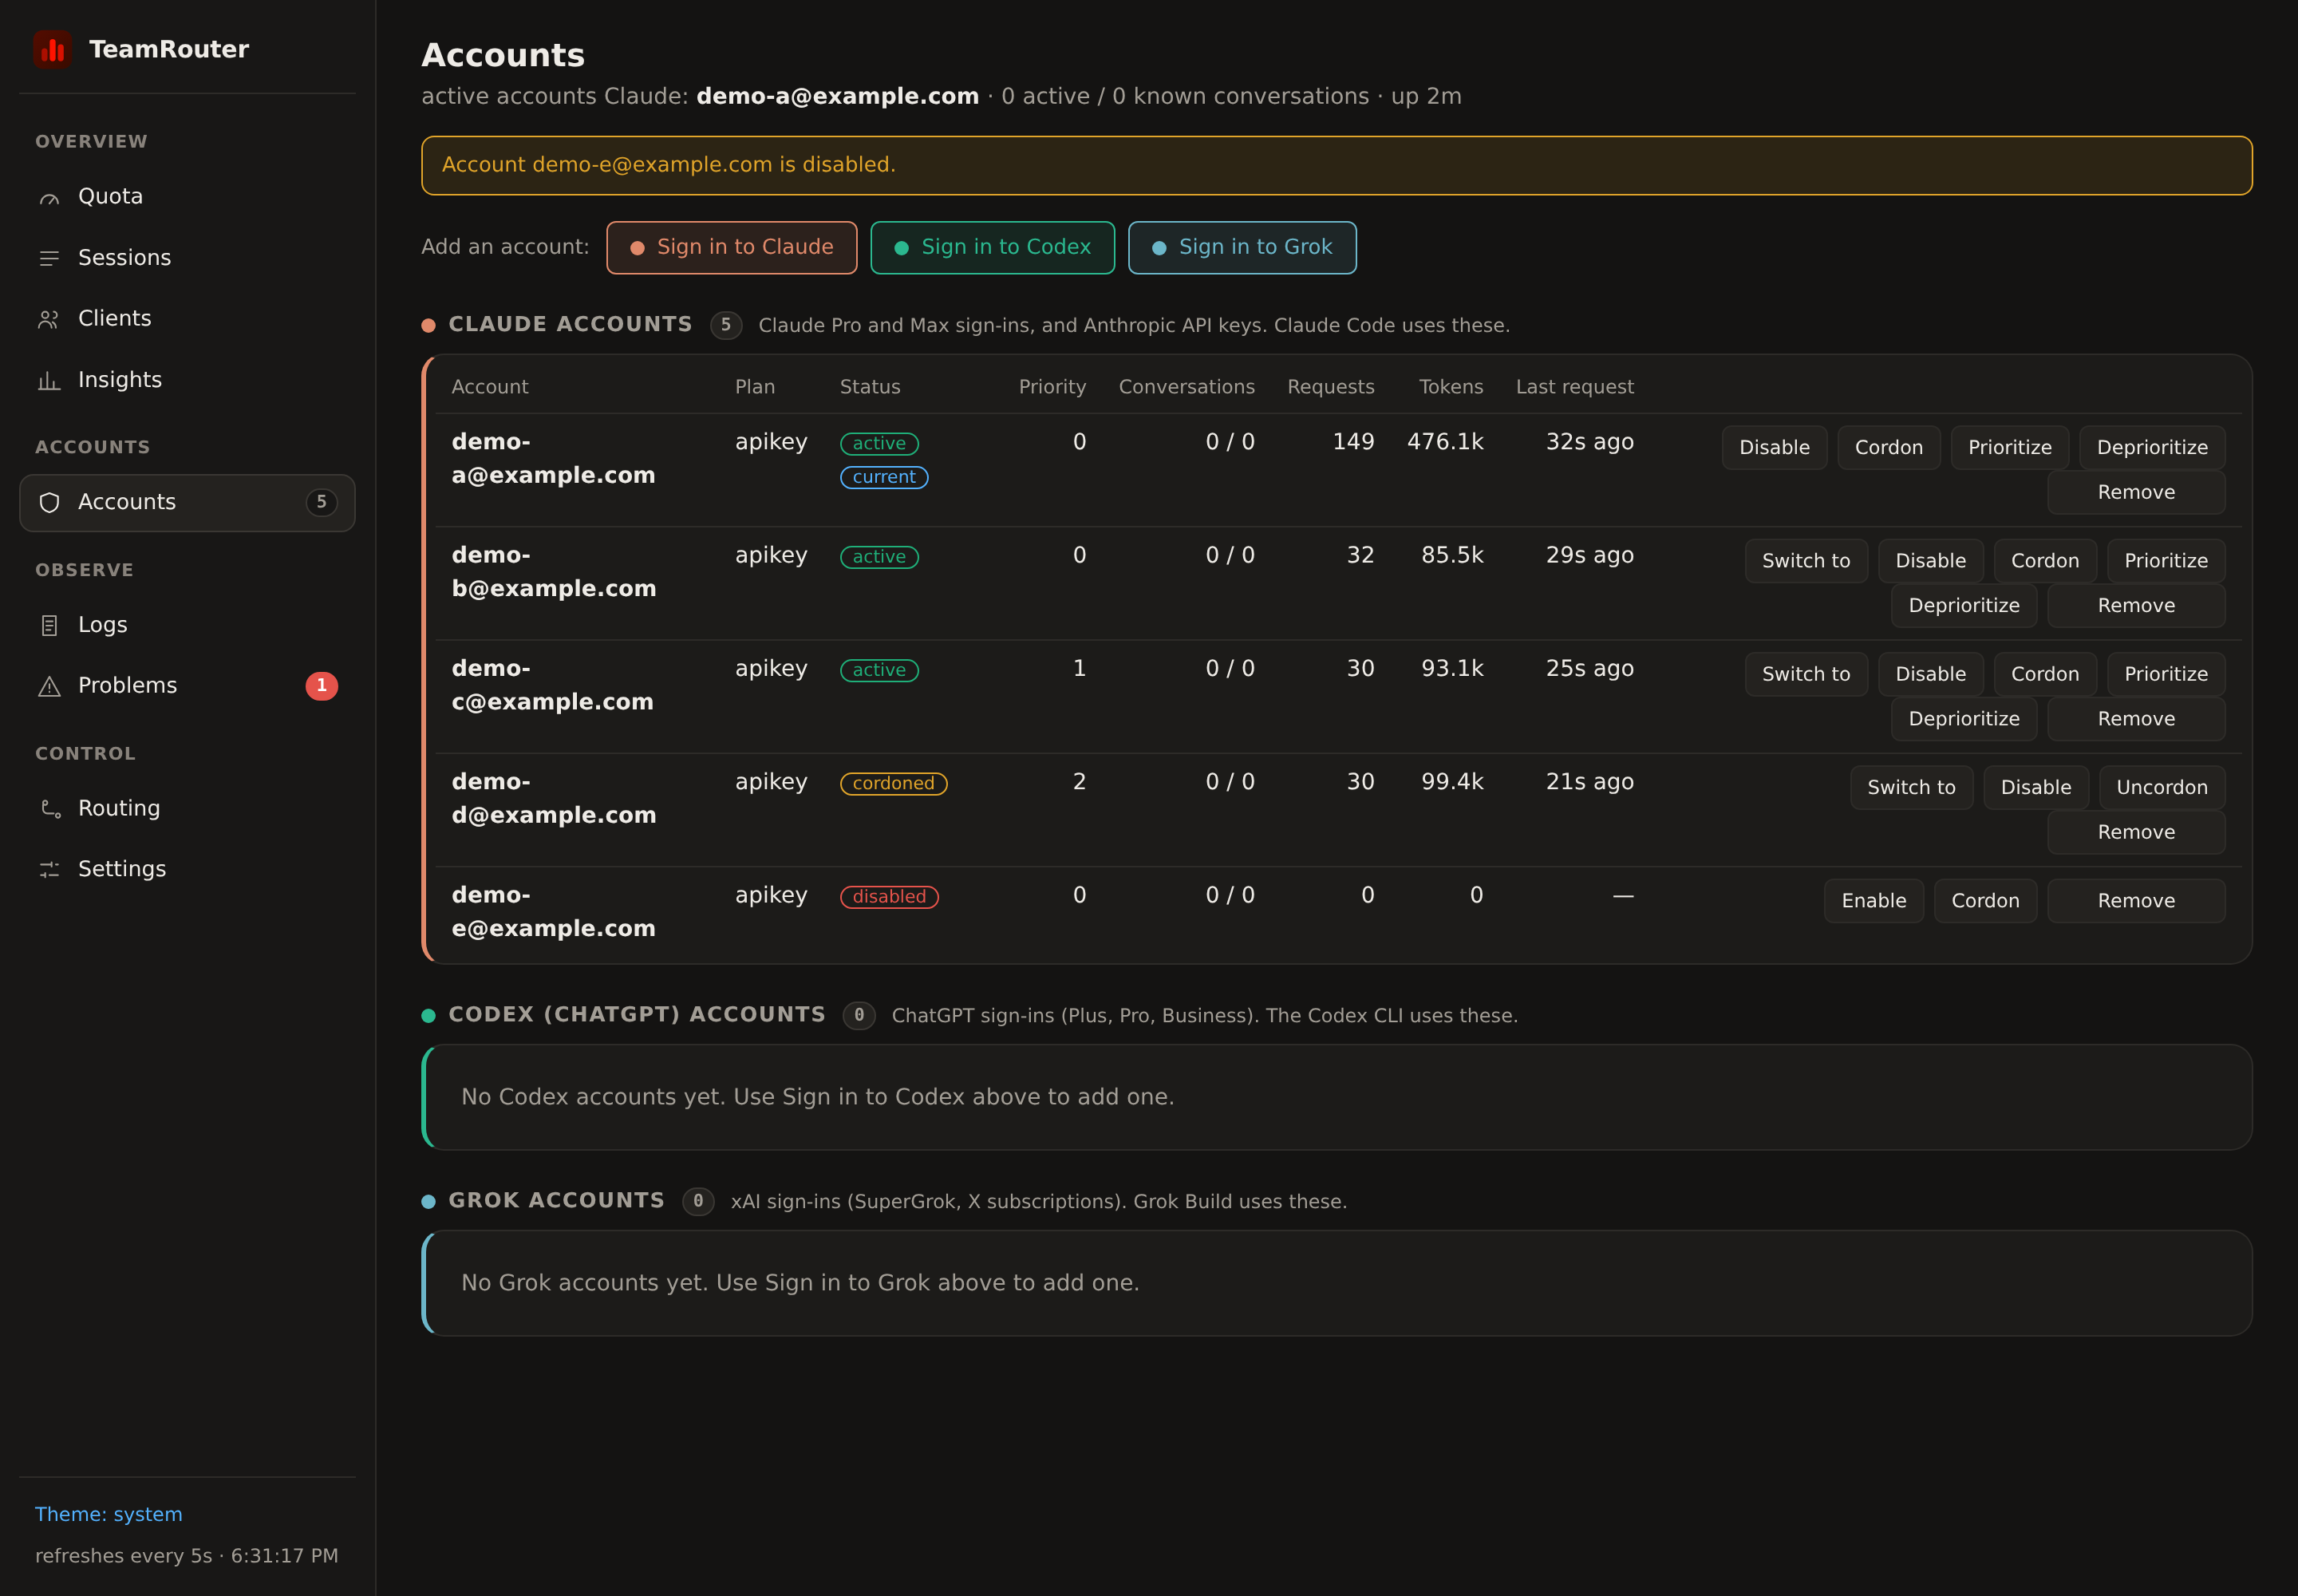 TeamRouter
OVERVIEW
Quota
Sessions
Clients
Insights
ACCOUNTS
Accounts 5
OBSERVE
Logs
Problems 1
CONTROL
Routing
Settings
Theme: system
refreshes every 5s · 6:31:17 PM
Accounts
active accounts Claude: demo-a@example.com · 0 active / 0 known conversations · up 2m
Account demo-e@example.com is disabled.
Add an account: Sign in to Claude Sign in to Codex Sign in to Grok
CLAUDE ACCOUNTS 5 Claude Pro and Max sign-ins, and Anthropic API keys. Claude Code uses these.
Account Plan Status Priority Conversations Requests Tokens Last request
demo- apikey active 0 0 / 0 149 476.1k 32s ago Disable Cordon Prioritize Deprioritize
a@example.com current Remove
demo- apikey active 0 0 / 0 32 85.5k 29s ago Switch to Disable Cordon Prioritize
b@example.com Deprioritize Remove
demo- apikey active 1 0 / 0 30 93.1k 25s ago Switch to Disable Cordon Prioritize
c@example.com Deprioritize Remove
demo- apikey cordoned 2 0 / 0 30 99.4k 21s ago Switch to Disable Uncordon
d@example.com Remove
demo- apikey disabled 0 0 / 0 0 0 — Enable Cordon Remove
e@example.com
CODEX (CHATGPT) ACCOUNTS 0 ChatGPT sign-ins (Plus, Pro, Business). The Codex CLI uses these.
No Codex accounts yet. Use Sign in to Codex above to add one.
GROK ACCOUNTS 0 xAI sign-ins (SuperGrok, X subscriptions). Grok Build uses these.
No Grok accounts yet. Use Sign in to Grok above to add one.